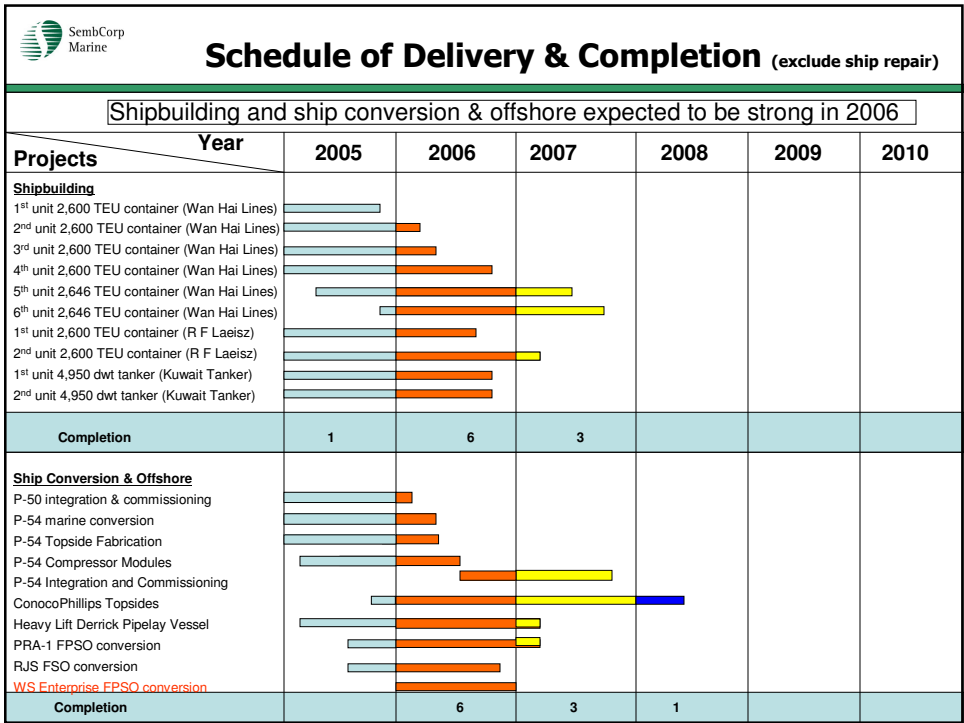 SembCorp
Marine
Schedule of Delivery & Completion (exclude ship repair)
Shipbuilding and ship conversion & offshore expected to be strong in 2006
Year
Projects
2005 2006 2007 2008 2009 2010
Shipbuilding
1st unit 2,600 TEU container (Wan Hai Lines)
2nd unit 2,600 TEU container (Wan Hai Lines)
3rd unit 2,600 TEU container (Wan Hai Lines)
4th unit 2,600 TEU container (Wan Hai Lines)
5th unit 2,646 TEU container (Wan Hai Lines)
6th unit 2,646 TEU container (Wan Hai Lines)
1st unit 2,600 TEU container (R F Laeisz)
2nd unit 2,600 TEU container (R F Laeisz)
1st unit 4,950 dwt tanker (Kuwait Tanker)
2nd unit 4,950 dwt tanker (Kuwait Tanker)
Completion 1 6 3
Ship Conversion & Offshore
P-50 integration & commissioning
P-54 marine conversion
P-54 Topside Fabrication
P-54 Compressor Modules
P-54 Integration and Commissioning
ConocoPhillips Topsides
Heavy Lift Derrick Pipelay Vessel
PRA-1 FPSO conversion
RJS FSO conversion
WS Enterprise FPSO conversion
Completion 6 3 1